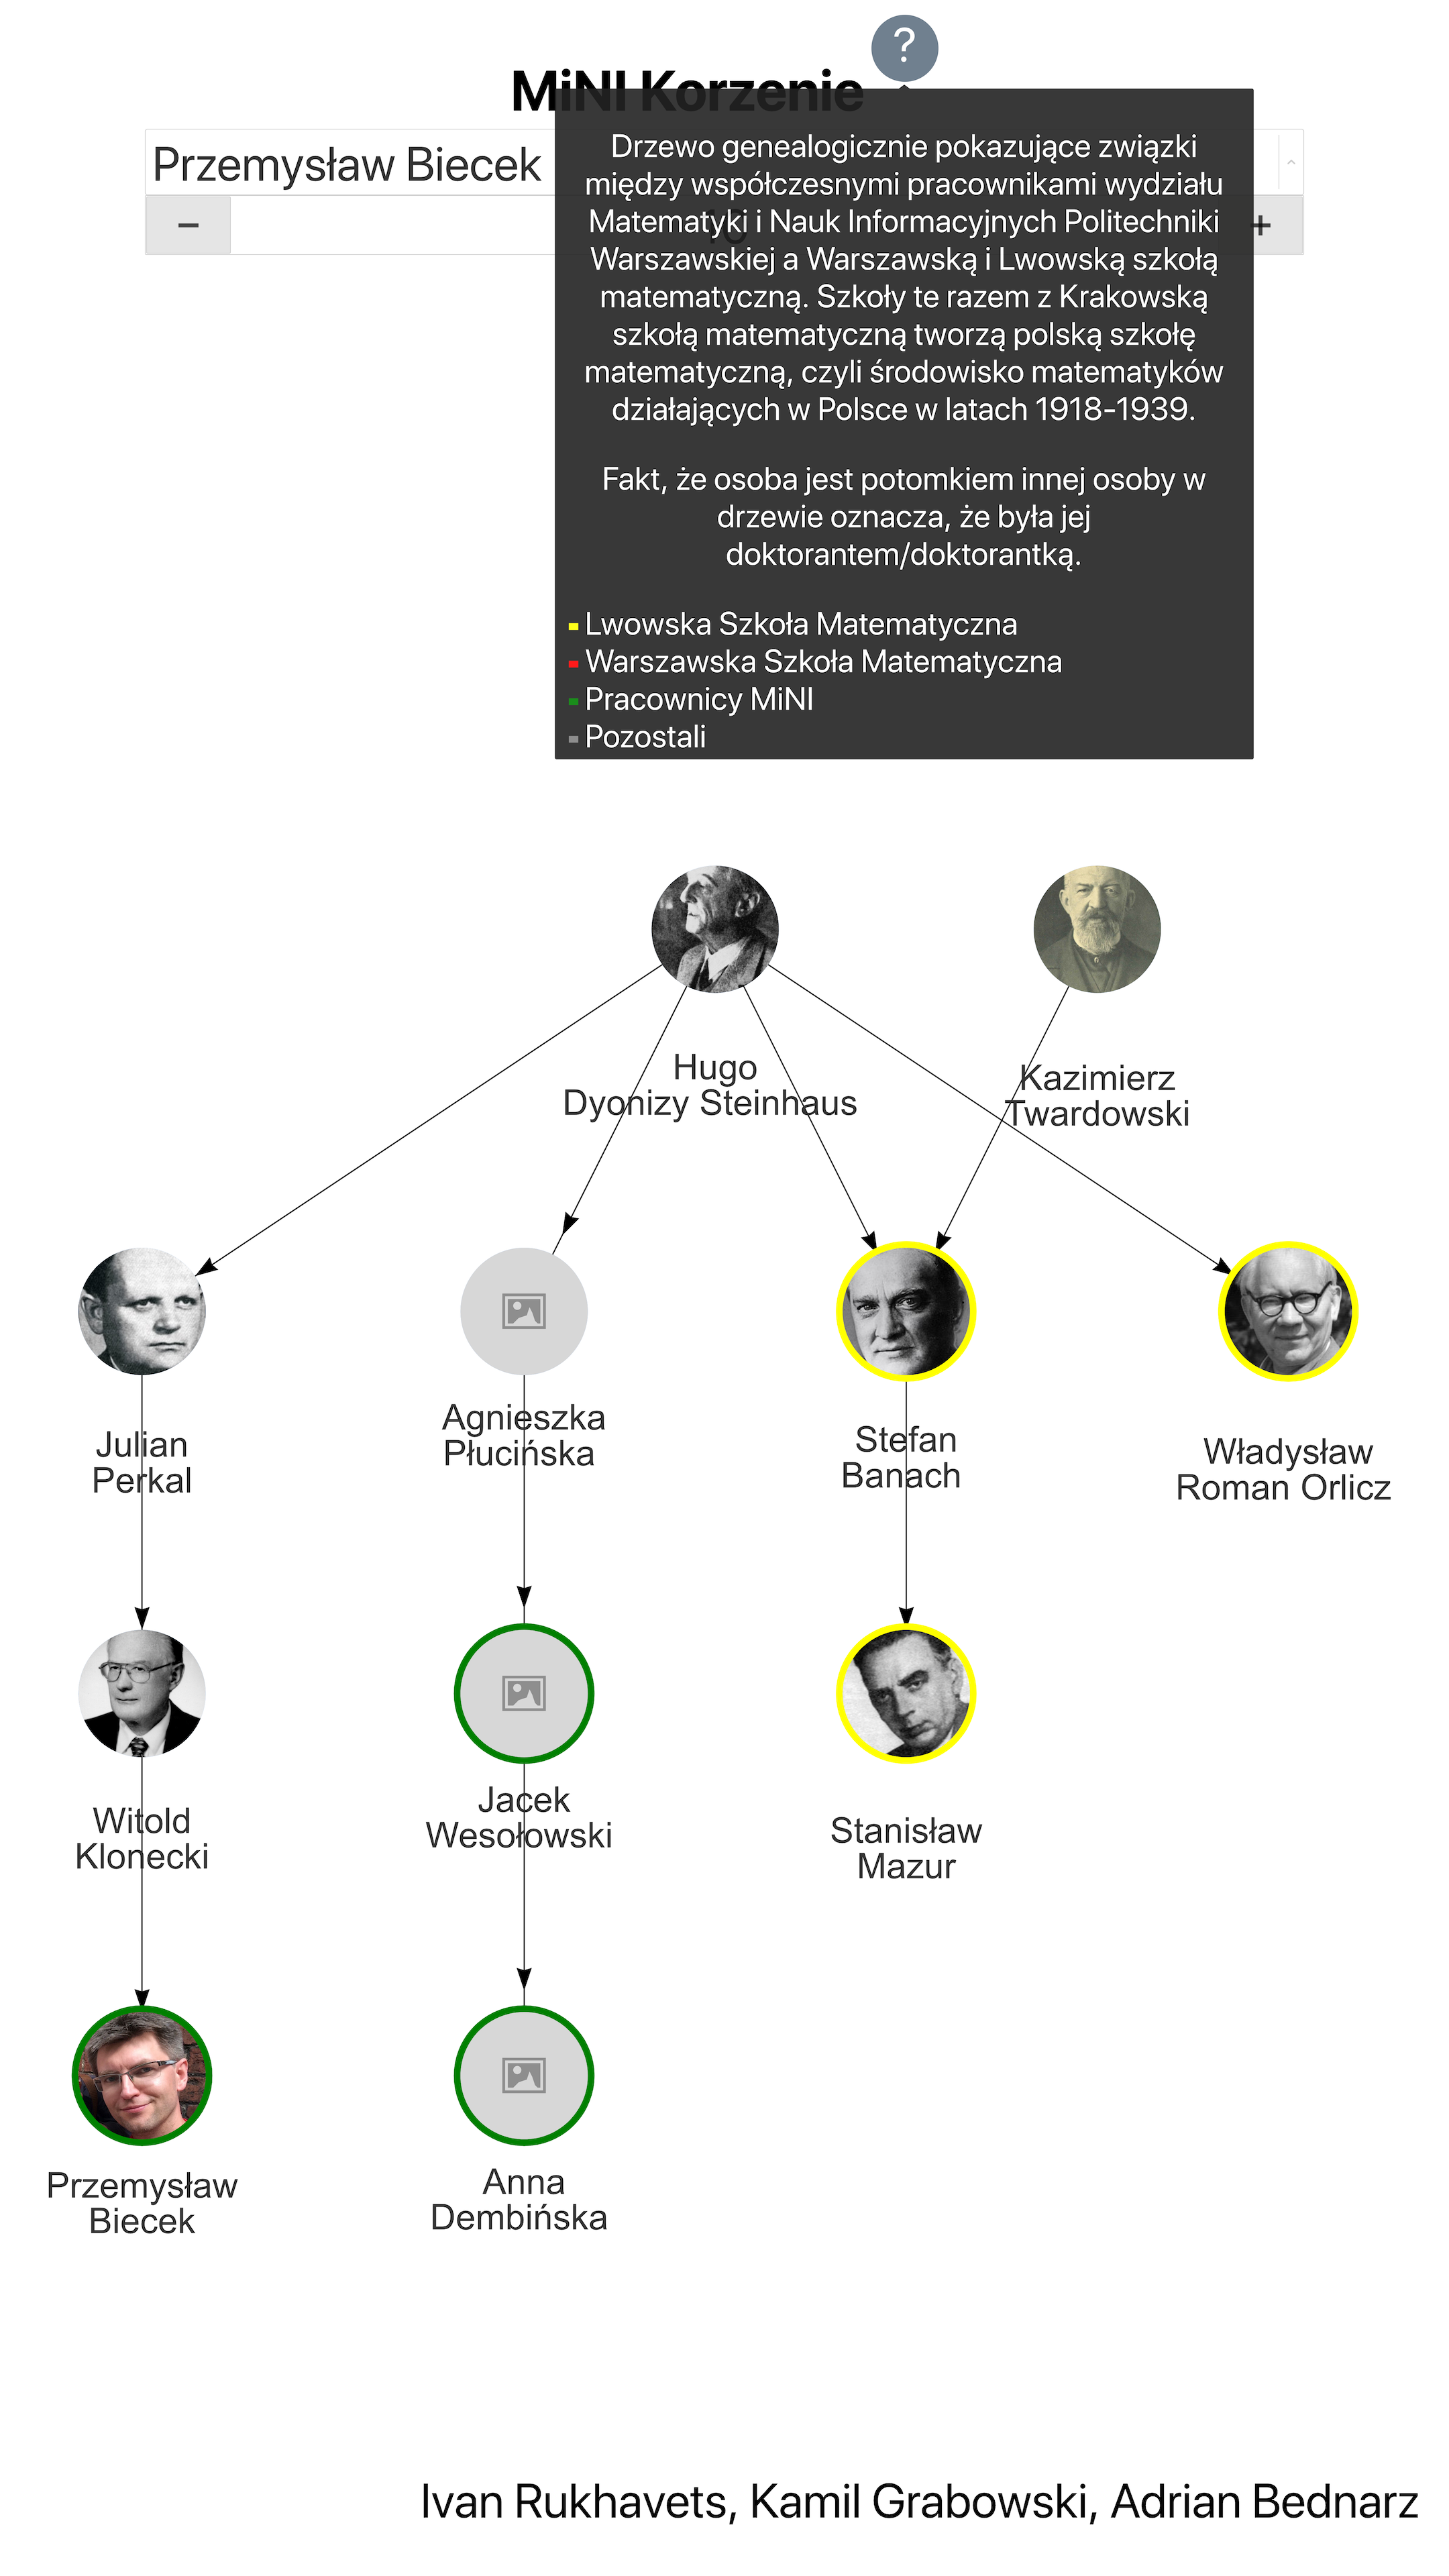 ?
MiNI Korzenie
Przemysław Biecek
−
+
Drzewo genealogicznie pokazujące związki
między współczesnymi pracownikami wydziału
Matematyki i Nauk Informacyjnych Politechniki
Warszawskiej a Warszawską i Lwowską szkołą
matematyczną. Szkoły te razem z Krakowską
szkołą matematyczną tworzą polską szkołę
matematyczną, czyli środowisko matematyków
działających w Polsce w latach 1918-1939.
Fakt, że osoba jest potomkiem innej osoby w
drzewie oznacza, że była jej
doktorantem/doktorantką.
Lwowska Szkoła Matematyczna
Warszawska Szkoła Matematyczna
Pracownicy MiNI
Pozostali
Hugo
Dyonizy Steinhaus
Kazimierz
Twardowski
Julian
Perkal
Agnieszka
Płucińska
Stefan
Banach
Władysław
Roman Orlicz
Witold
Klonecki
Jacek
Wesołowski
Stanisław
Mazur
Przemysław
Biecek
Anna
Dembińska
Ivan Rukhavets, Kamil Grabowski, Adrian Bednarz